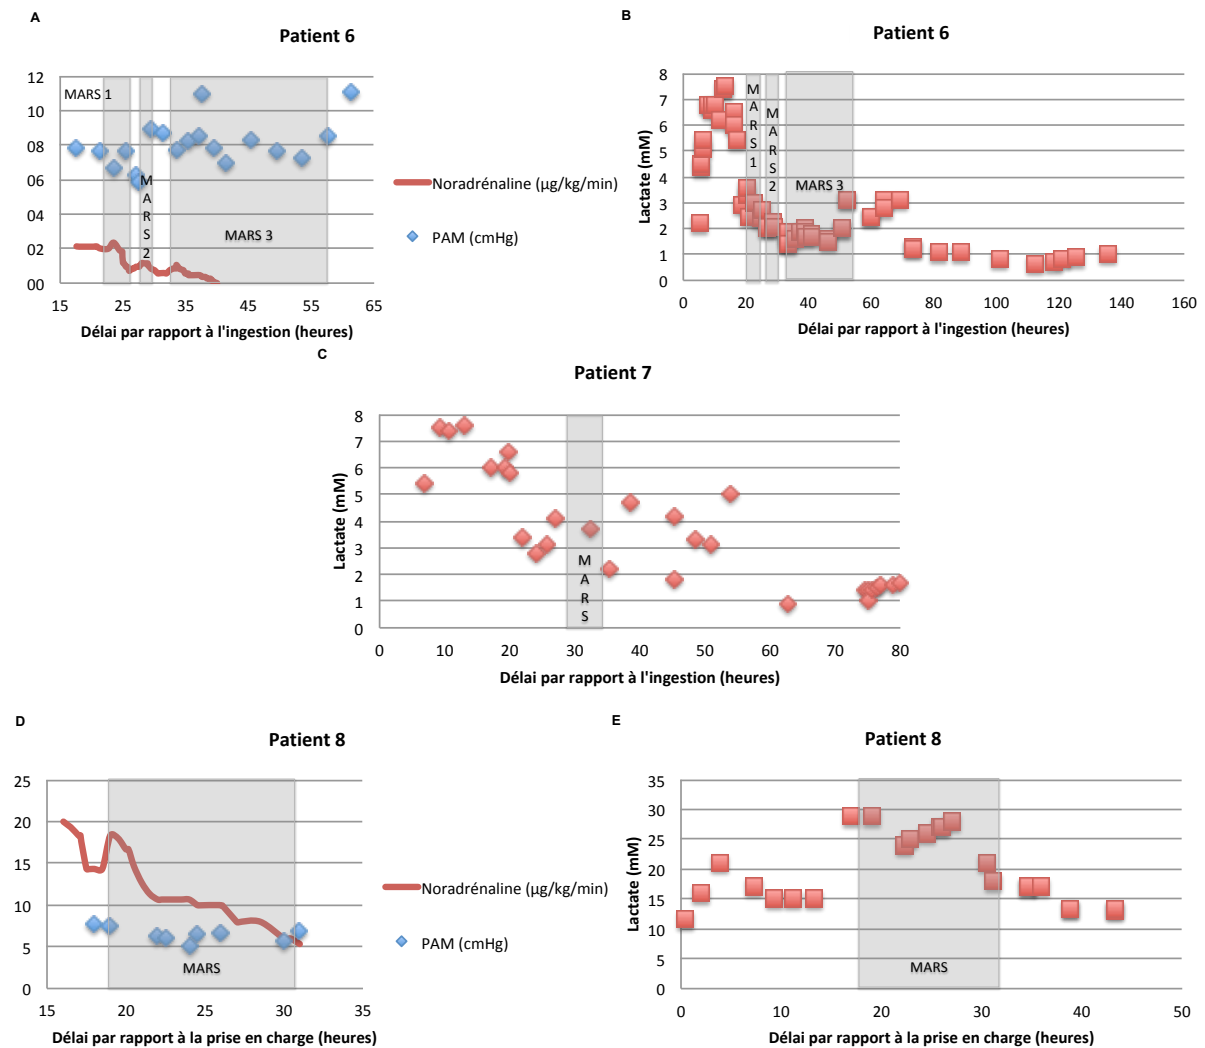 A
Patient 6
12
10
08
06
04
02
00
15
25
35
45
55
65
MARS 1
MARS2
MARS 3
Noradrénaline (µg/kg/min)
PAM (cmHg)
Délai par rapport à l'ingestion (heures)
B
Patient 6
Lactate (mM)
8
7
6
5
4
3
2
1
0
0
20
40
60
80
100
120
140
160
MARS1
MARS2
MARS 3
Délai par rapport à l'ingestion (heures)
C
Patient 7
Lactate (mM)
8
7
6
5
4
3
2
1
0
0
10
20
30
40
50
60
70
80
MARS
Délai par rapport à l'ingestion (heures)
D
Patient 8
25
20
15
10
5
0
15
20
25
30
35
MARS
Noradrénaline (µg/kg/min)
PAM (cmHg)
Délai par rapport à la prise en charge (heures)
E
Patient 8
Lactate (mM)
35
30
25
20
15
10
5
0
0
10
20
30
40
50
MARS
Délai par rapport à la prise en charge (heures)